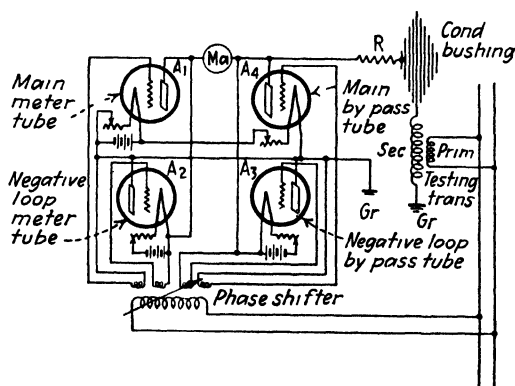 Cond
bushing
R
Ma
A1
A4
Main
meter
tube
Main
by pass
tube
Sec
Prim
Testing
trans
Gr
Gr
A2
A3
Negative
loop
meter
tube
Negative loop
by pass tube
Phase shifter